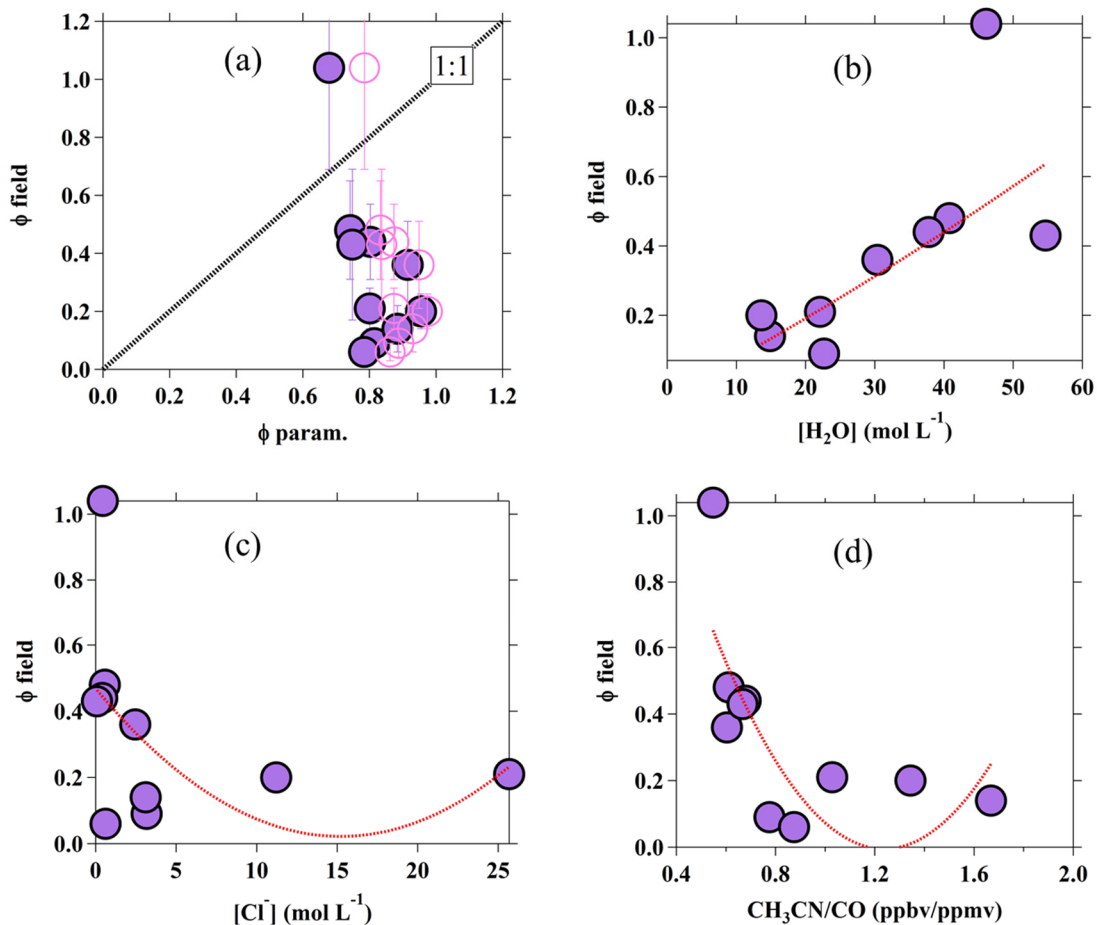 1.2
1.0
0.8
0.6
0.4
0.2
0.0
ϕ field
(a)
1:1
0.0 0.2 0.4 0.6 0.8 1.0 1.2
ϕ param.
1.0
0.8
0.6
0.4
0.2
ϕ field
(b)
0 10 20 30 40 50 60
[H₂O] (mol L⁻¹)
1.0
0.8
0.6
0.4
0.2
0.0
ϕ field
(c)
0 5 10 15 20 25
[Cl⁻] (mol L⁻¹)
1.0
0.8
0.6
0.4
0.2
0.0
ϕ field
(d)
0.4 0.8 1.2 1.6 2.0
CH₃CN/CO (ppbv/ppmv)